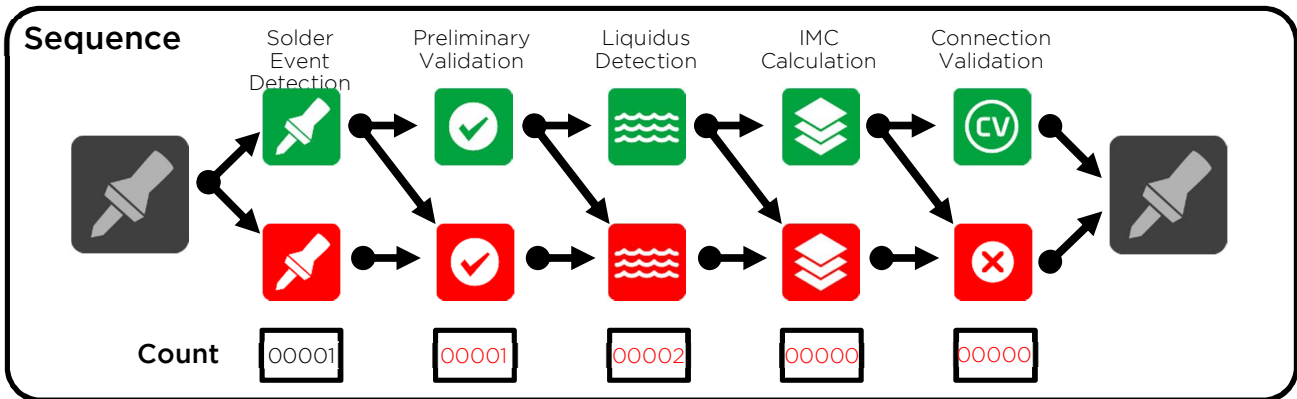 Sequence
Solder
Event
Detection
Preliminary
Validation
Liquidus
Detection
IMC
Calculation
Connection
Validation
CV
Count
00001
00001
00002
00000
00000